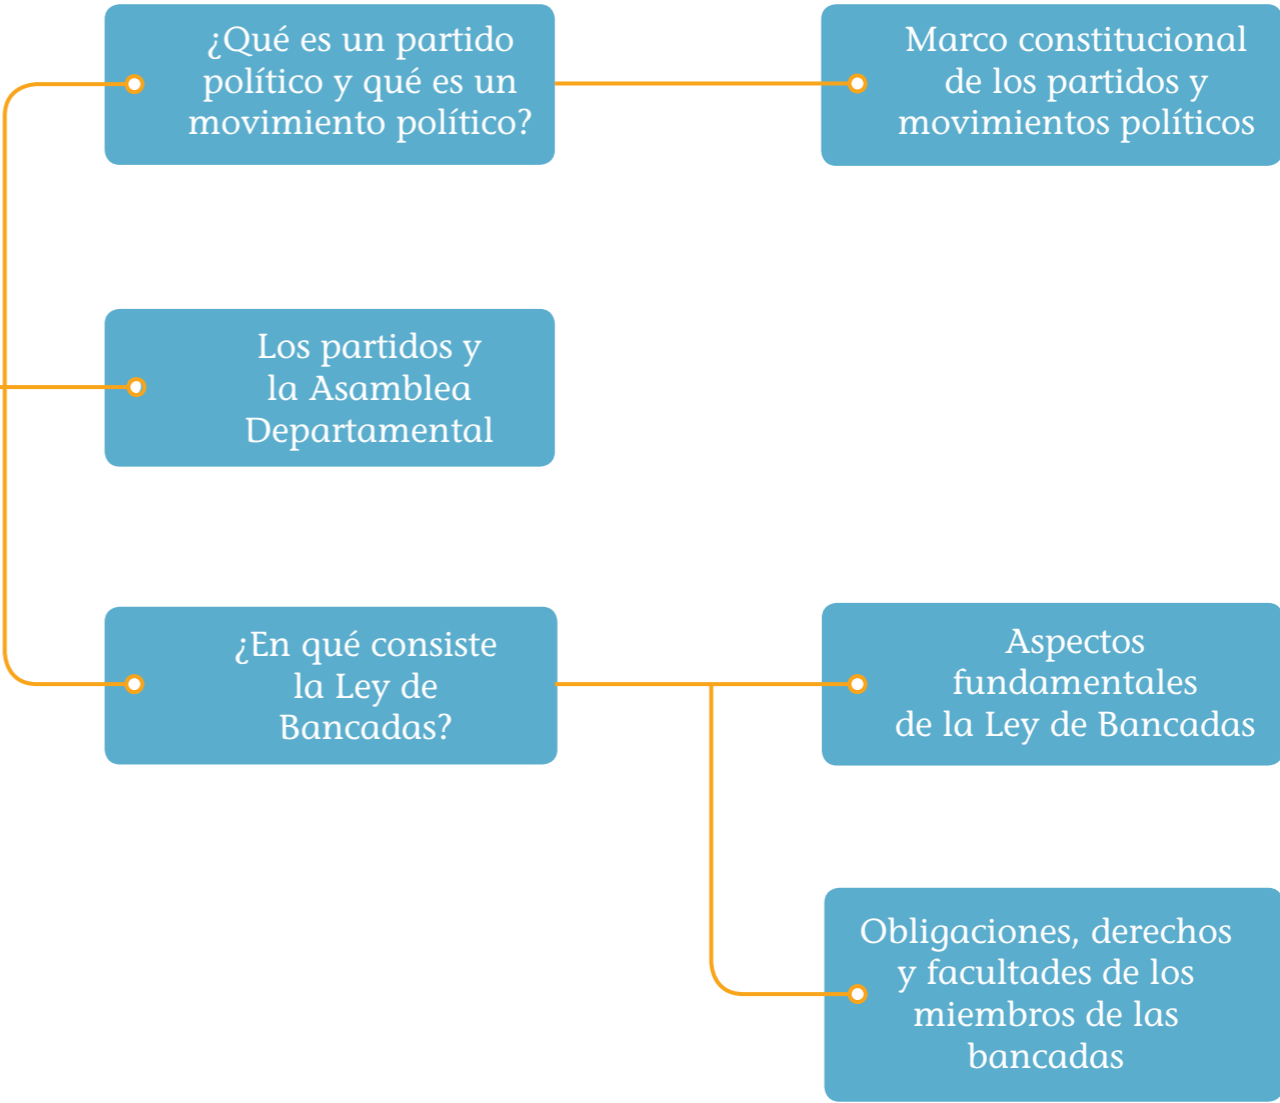 ¿Qué es un partido
político y qué es un
movimiento político?
Marco constitucional
de los partidos y
movimientos políticos
Los partidos y
la Asamblea
Departamental
¿En qué consiste
la Ley de
Bancadas?
Aspectos
fundamentales
de la Ley de Bancadas
Obligaciones, derechos
y facultades de los
miembros de las
bancadas